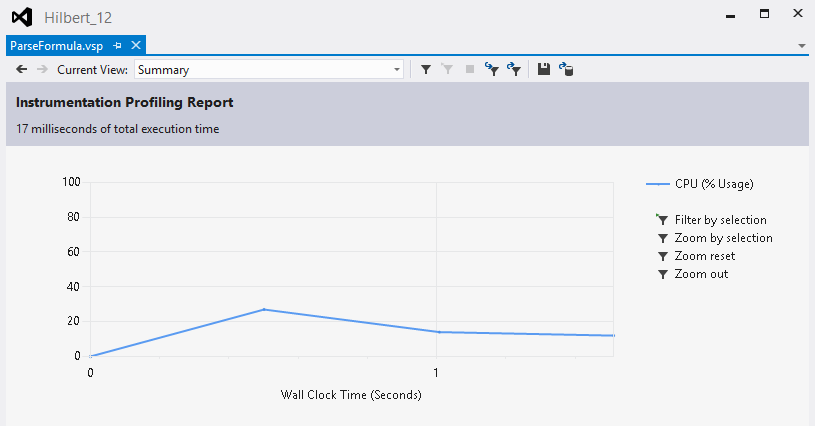 Hilbert_12
ParseFormula.vsp
Current View: Summary
Instrumentation Profiling Report
17 milliseconds of total execution time
100
80
60
40
20
0
0 1
Wall Clock Time (Seconds)
CPU (% Usage)
Filter by selection
Zoom by selection
Zoom reset
Zoom out